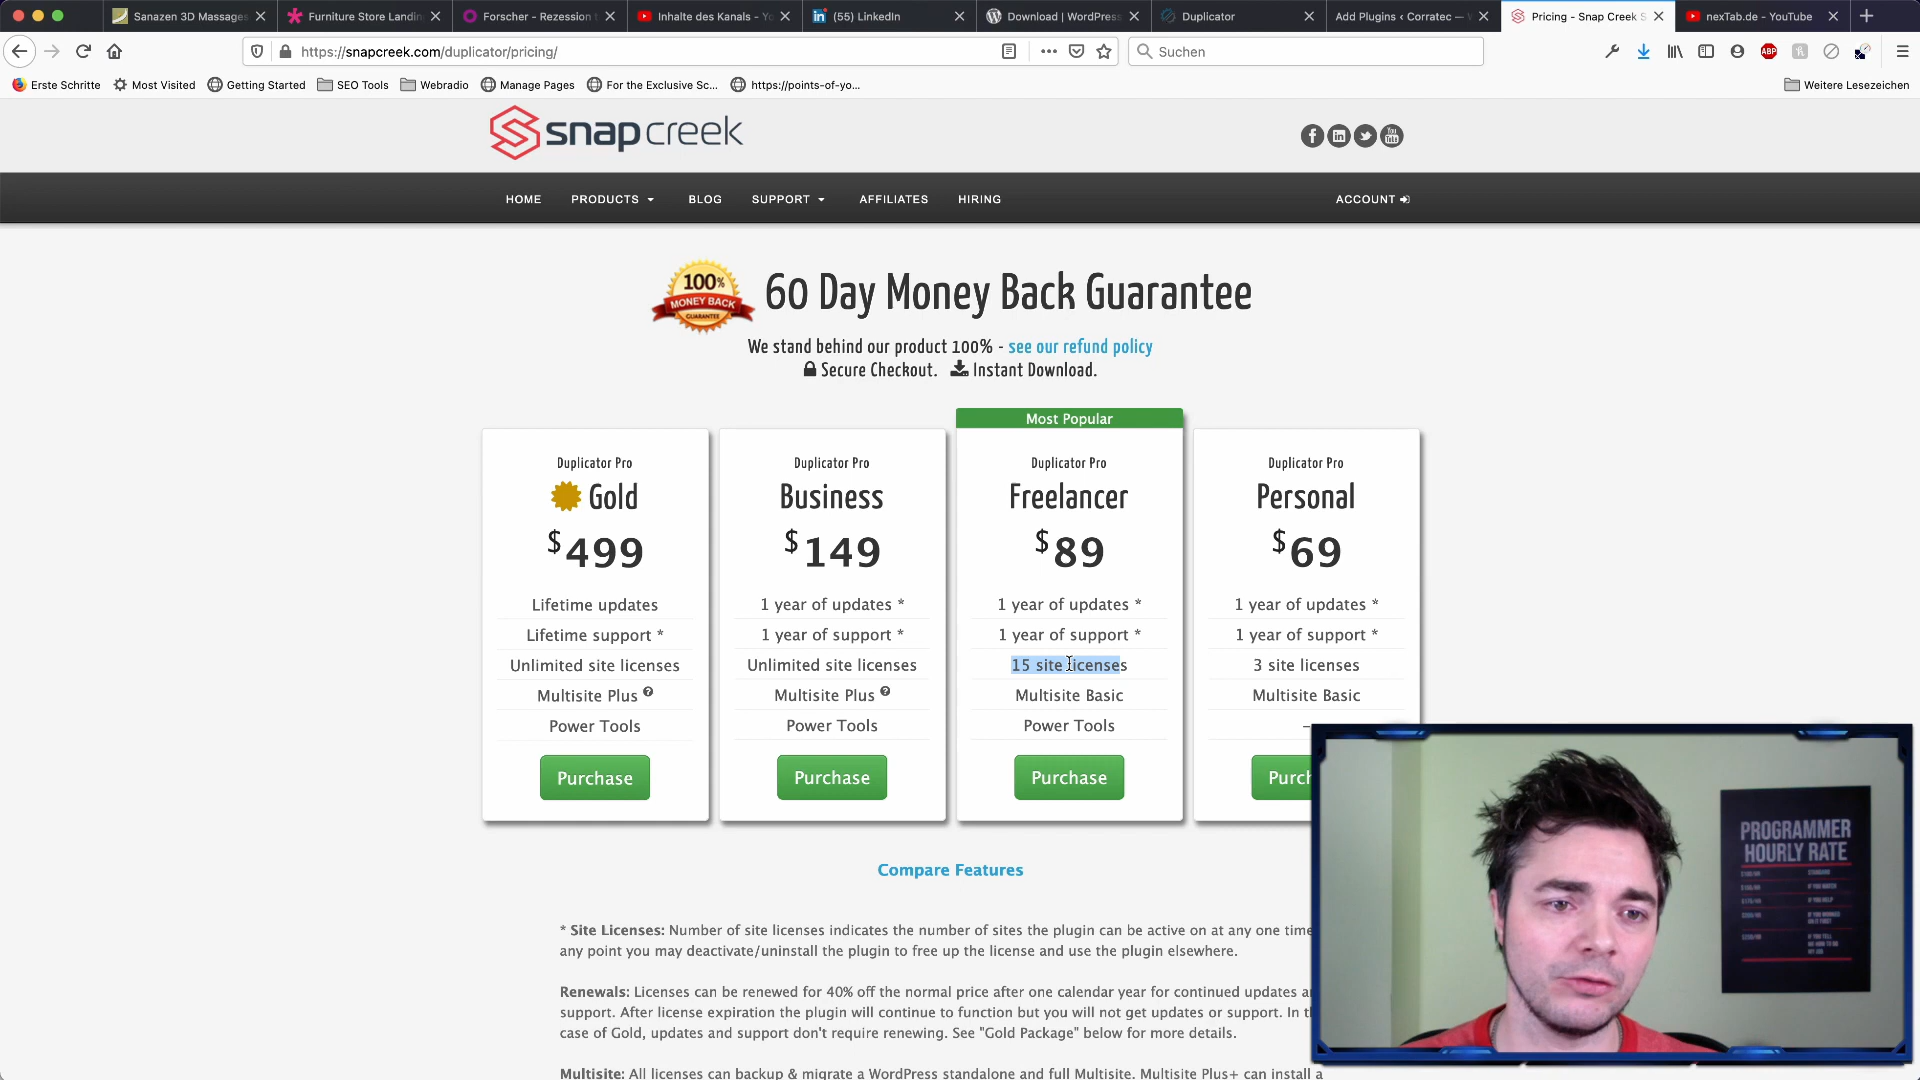 Sanazen 3D Massages
Furniture Store Landin
Forscher - Rezession t
Inhalte des Kanals - Yo
(55) LinkedIn
Download | WordPress
Duplicator
Add Plugins ‹ Corratec — W
Pricing - Snap Creek S
nexTab.de - YouTube
https://snapcreek.com/duplicator/pricing/
Suchen
Erste Schritte
Most Visited
Getting Started
SEO Tools
Webradio
Manage Pages
For the Exclusive Sc...
https://points-of-yo...
Weitere Lesezeichen
snapcreek
HOME
PRODUCTS
BLOG
SUPPORT
AFFILIATES
HIRING
ACCOUNT
100%
MONEY BACK
GUARANTEE
60 Day Money Back Guarantee
We stand behind our product 100% - see our refund policy
Secure Checkout. Instant Download.
Duplicator Pro
Gold
$499
Lifetime updates
Lifetime support *
Unlimited site licenses
Multisite Plus
Power Tools
Purchase
Duplicator Pro
Business
$149
1 year of updates *
1 year of support *
Unlimited site licenses
Multisite Plus
Power Tools
Purchase
Most Popular
Duplicator Pro
Freelancer
$89
1 year of updates *
1 year of support *
15 site licenses
Multisite Basic
Power Tools
Purchase
Duplicator Pro
Personal
$69
1 year of updates *
1 year of support *
3 site licenses
Multisite Basic
–
Purch
Compare Features
* Site Licenses: Number of site licenses indicates the number of sites the plugin can be active on at any one time
any point you may deactivate/uninstall the plugin to free up the license and use the plugin elsewhere.
Renewals: Licenses can be renewed for 40% off the normal price after one calendar year for continued updates a
support. After license expiration the plugin will continue to function but you will not get updates or support. In th
case of Gold, updates and support don't require renewing. See "Gold Package" below for more details.
Multisite: All licenses can backup & migrate a WordPress standalone and full Multisite. Multisite Plus+ can install a
PROGRAMMER
HOURLY RATE